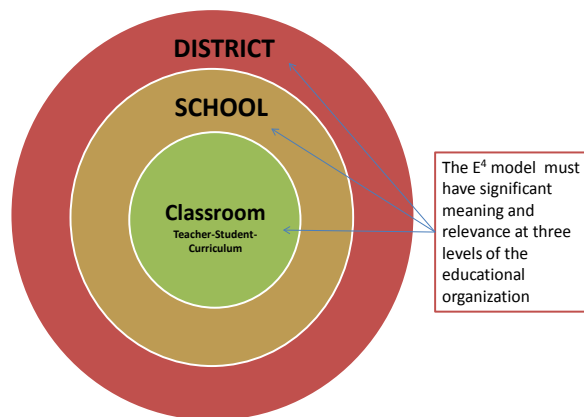 DISTRICT
SCHOOL
Classroom
Teacher-Student-
Curriculum
The E⁴ model must
have significant
meaning and
relevance at three
levels of the
educational
organization